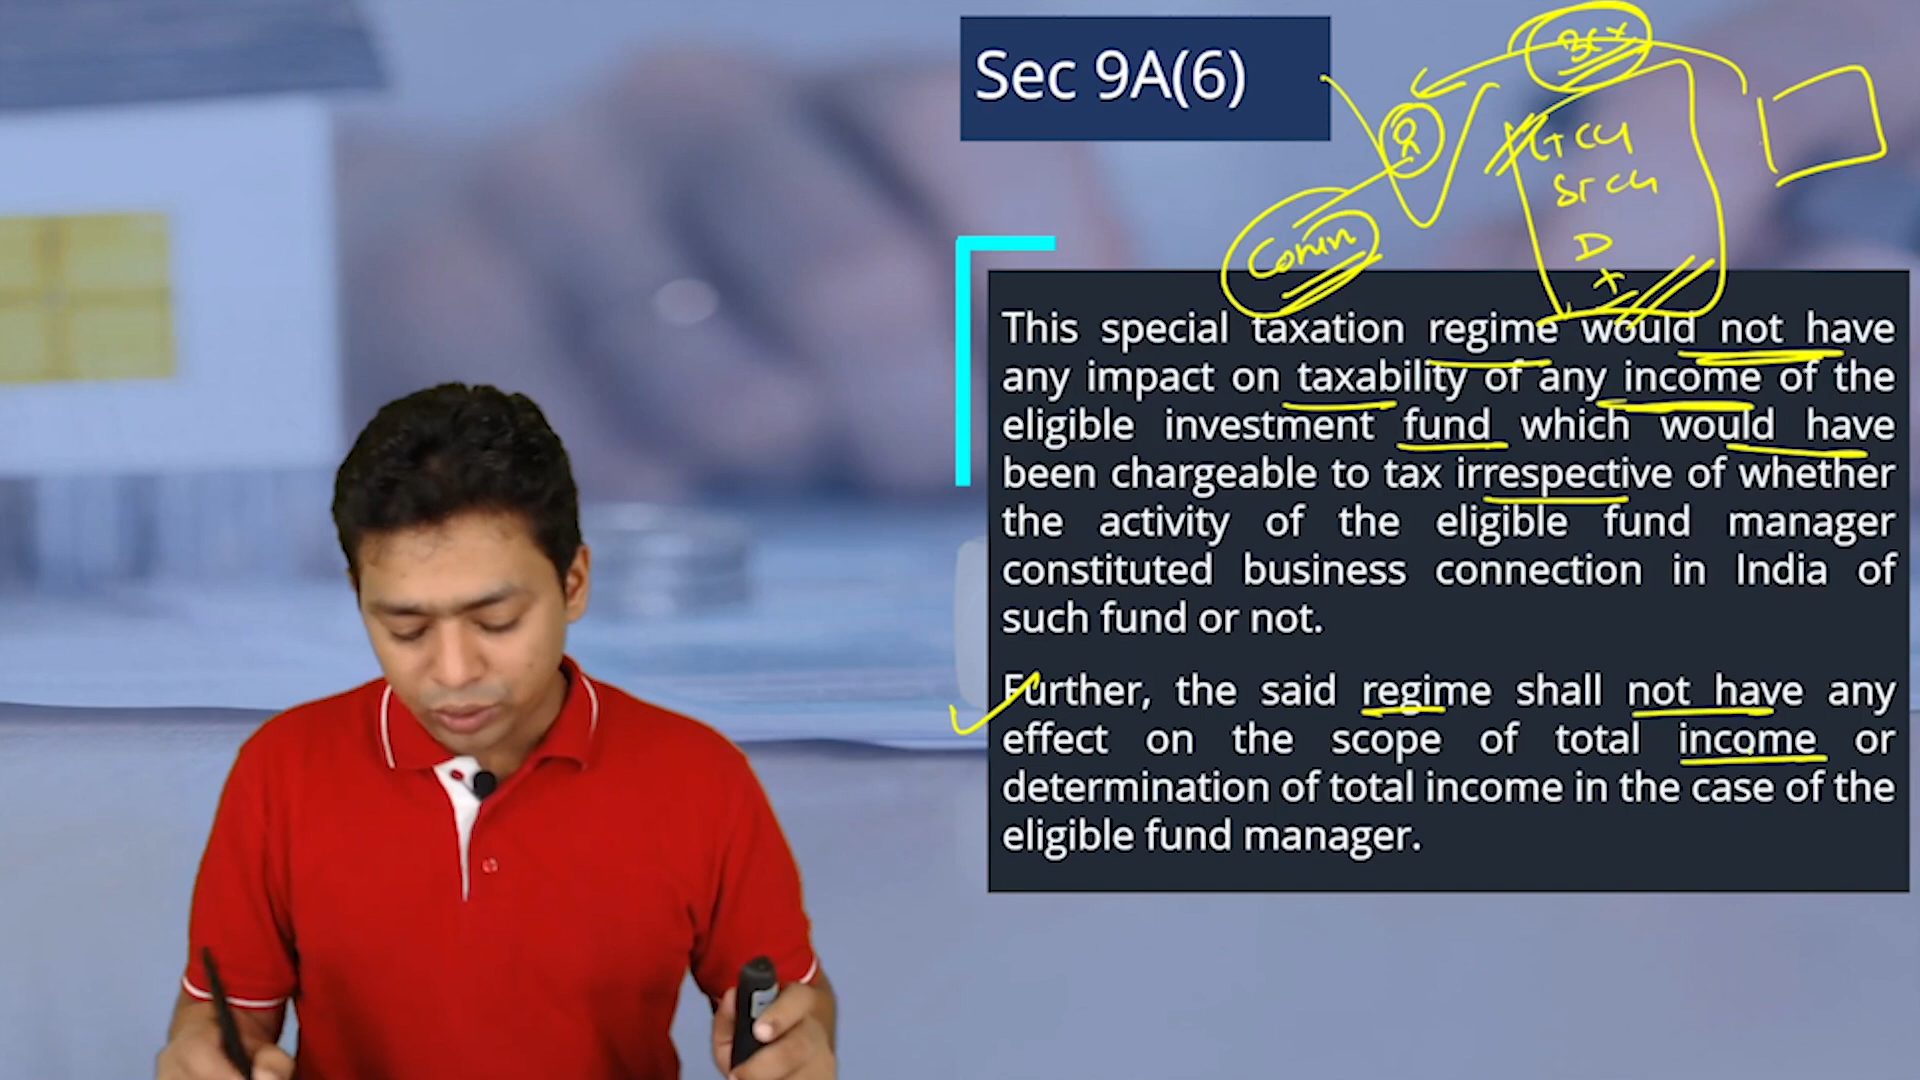 Sec 9A(6)
Comm
D
This special taxation regime would not have
any impact on taxability of any income of the
eligible investment fund which would have
been chargeable to tax irrespective of whether
the activity of the eligible fund manager
constituted business connection in India of
such fund or not.
Further, the said regime shall not have any
effect on the scope of total income or
determination of total income in the case of the
eligible fund manager.